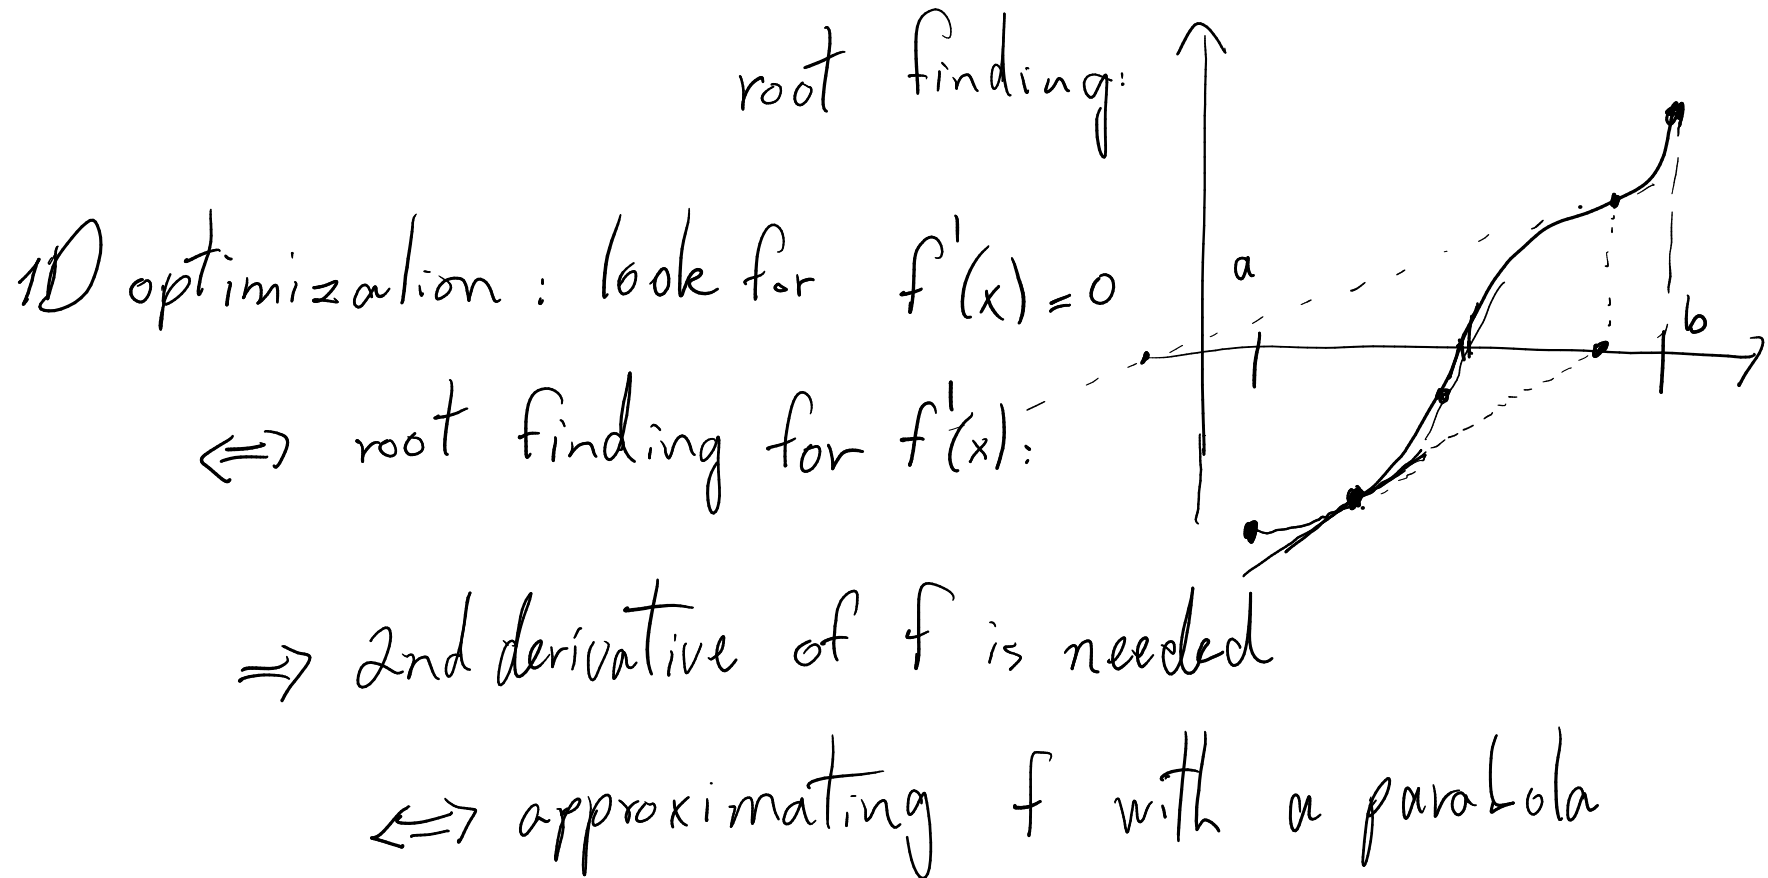 root finding:
a
b
1D optimization: look for f'(x) = 0
⇔ root finding for f'(x):
⇒ 2nd derivative of f is needed
⇔ approximating f with a parabola